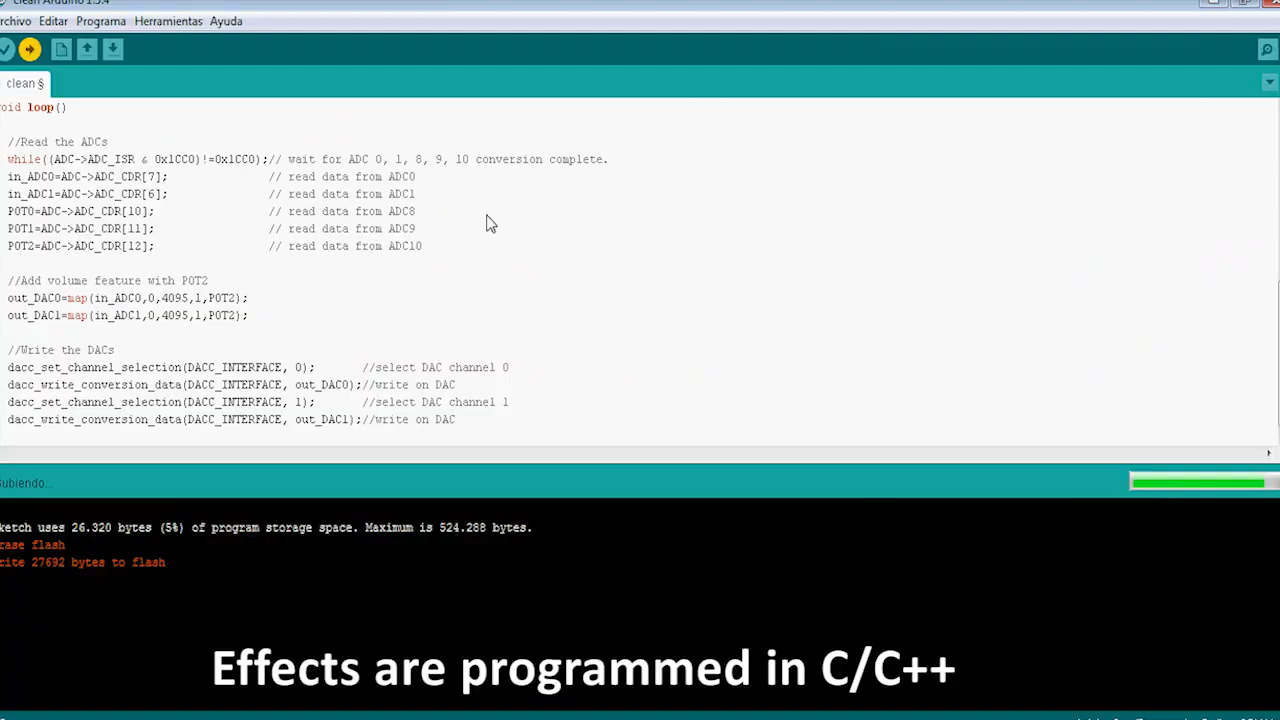 clean Arduino 1.5.4
rchivo Editar Programa Herramientas Ayuda
clean §
oid loop()
//Read the ADCs
while((ADC->ADC_ISR & 0x1CC0)!=0x1CC0);// wait for ADC 0, 1, 8, 9, 10 conversion complete.
in_ADC0=ADC->ADC_CDR[7]; // read data from ADC0
in_ADC1=ADC->ADC_CDR[6]; // read data from ADC1
POT0=ADC->ADC_CDR[10]; // read data from ADC8
POT1=ADC->ADC_CDR[11]; // read data from ADC9
POT2=ADC->ADC_CDR[12]; // read data from ADC10
//Add volume feature with POT2
out_DAC0=map(in_ADC0,0,4095,1,POT2);
out_DAC1=map(in_ADC1,0,4095,1,POT2);
//Write the DACs
dacc_set_channel_selection(DACC_INTERFACE, 0); //select DAC channel 0
dacc_write_conversion_data(DACC_INTERFACE, out_DAC0);//write on DAC
dacc_set_channel_selection(DACC_INTERFACE, 1); //select DAC channel 1
dacc_write_conversion_data(DACC_INTERFACE, out_DAC1);//write on DAC
Subiendo...
ketch uses 26.320 bytes (5%) of program storage space. Maximum is 524.288 bytes.
rase flash
rite 27692 bytes to flash
Effects are programmed in C/C++